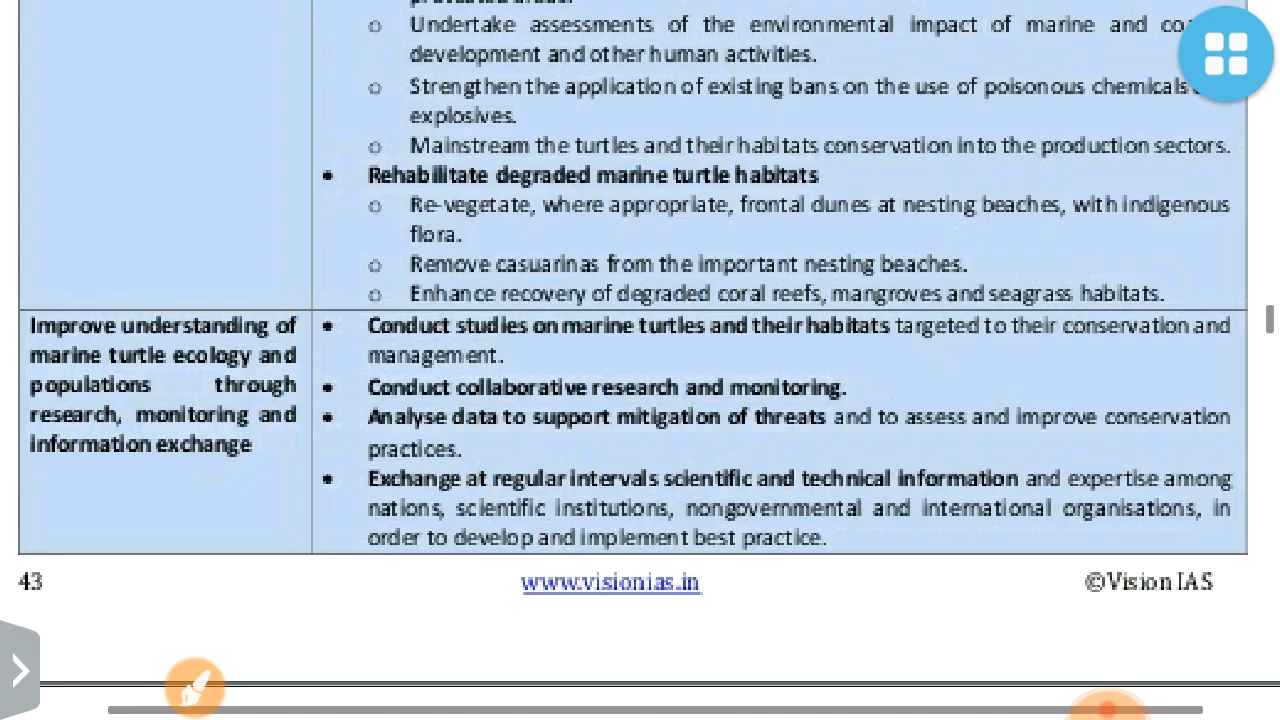 Undertake assessments of the environmental impact of marine and
development and other human activities.
Strengthen the application of existing bans on the use of poisonous chemicals
explosives.
Mainstream the turtles and their habitats conservation into the production sectors.
Rehabilitate degraded marine turtle habitats
Re-vegetate, where appropriate, frontal dunes at nesting beaches, with indigenous
flora.
Remove casuarinas from the important nesting beaches.
Enhance recovery of degraded coral reefs, mangroves and seagrass habitats.
Improve understanding of
marine turtle ecology and
populations through
research, monitoring and
information exchange
Conduct studies on marine turtles and their habitats targeted to their conservation and
management.
Conduct collaborative research and monitoring.
Analyse data to support mitigation of threats and to assess and improve conservation
practices.
Exchange at regular intervals scientific and technical information and expertise among
nations, scientific institutions, nongovernmental and international organisations, in
order to develop and implement best practice.
43
www.visionias.in
©Vision IAS